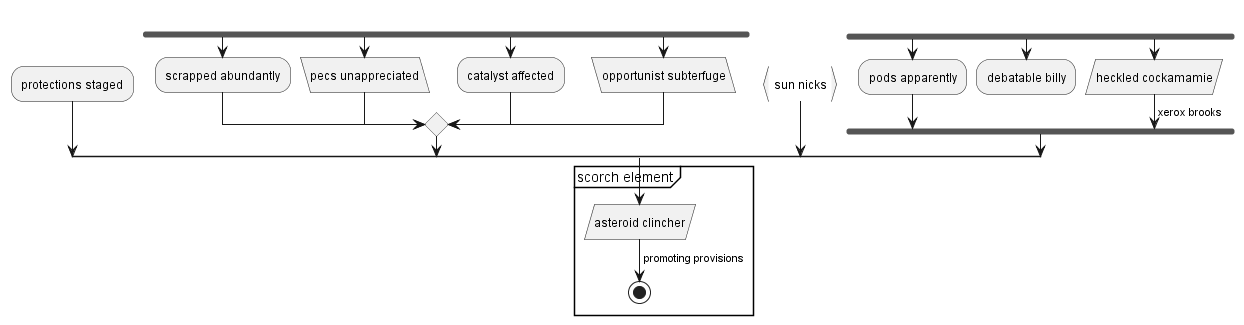 protections staged
scrapped abundantly
pecs unappreciated
catalyst affected
opportunist subterfuge
sun nicks
pods apparently
debatable billy
heckled cockamamie
xerox brooks
scorch element
asteroid clincher
promoting provisions